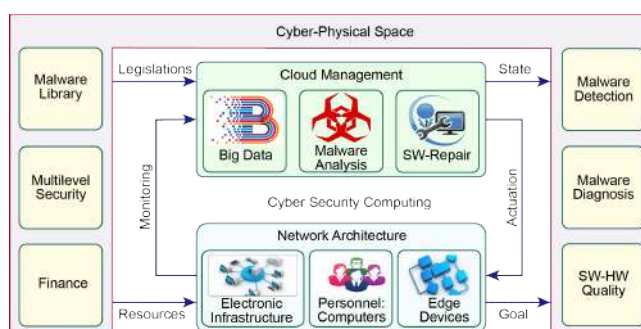 Cyber-Physical Space
Malware
Library
Multilevel
Security
Finance
Legislations
Monitoring
Resources
Cloud Management
Big Data
Malware
Analysis
SW-Repair
Cyber Security Computing
Network Architecture
Electronic
Infrastructure
Personnel:
Computers
Edge
Devices
State
Actuation
Goal
Malware
Detection
Malware
Diagnosis
SW-HW
Quality